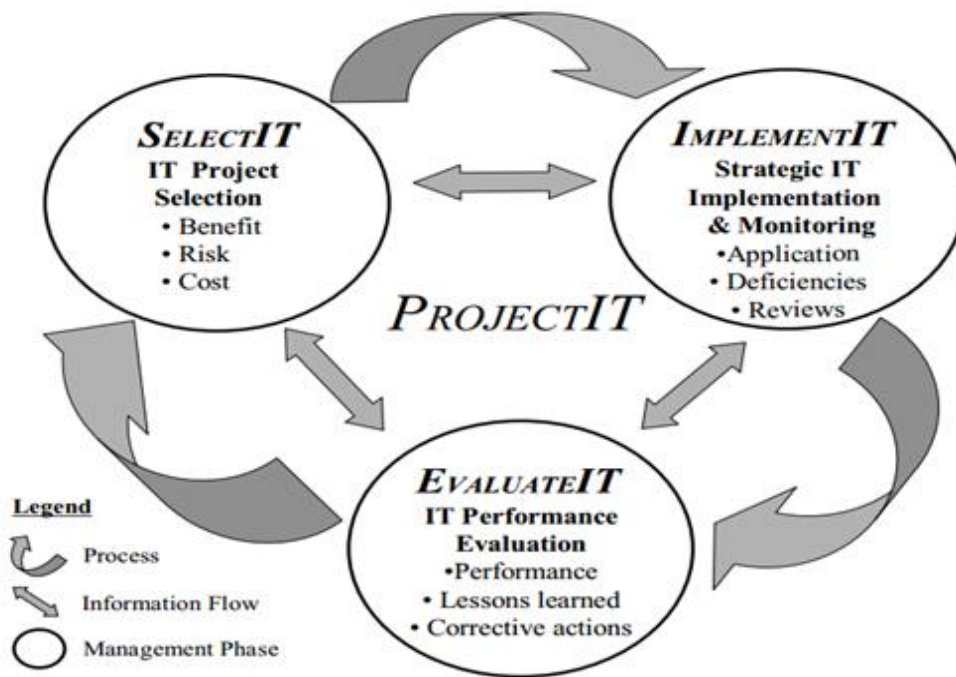 SELECTIT
IT Project
Selection
• Benefit
• Risk
• Cost
IMPLEMENTIT
Strategic IT
Implementation
& Monitoring
•Application
• Deficiencies
• Reviews
PROJECTIT
EVALUATEIT
IT Performance
Evaluation
•Performance
• Lessons learned
• Corrective actions
Legend
Process
Information Flow
Management Phase